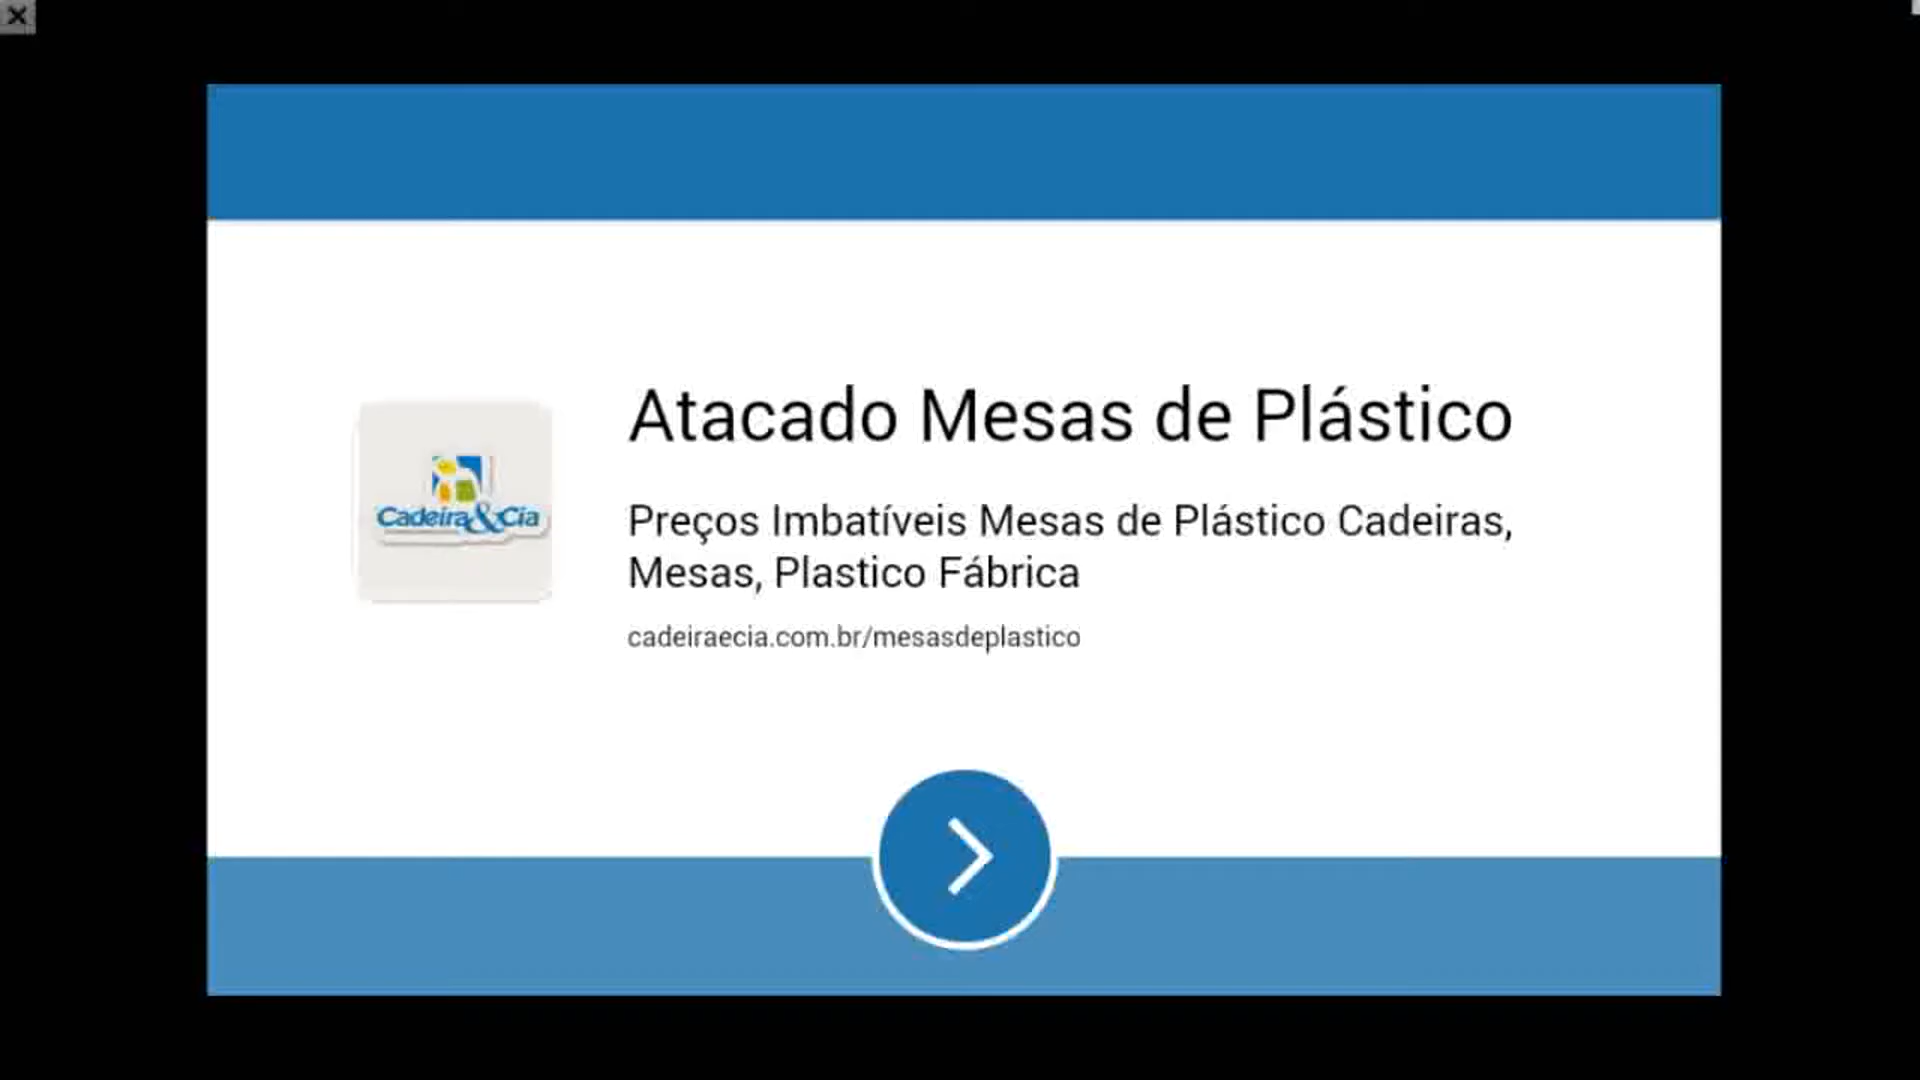 Atacado Mesas de Plástico
Cadeira&Cia
Preços Imbatíveis Mesas de Plástico Cadeiras,
Mesas, Plastico Fábrica
cadeiraecia.com.br/mesasdeplastico